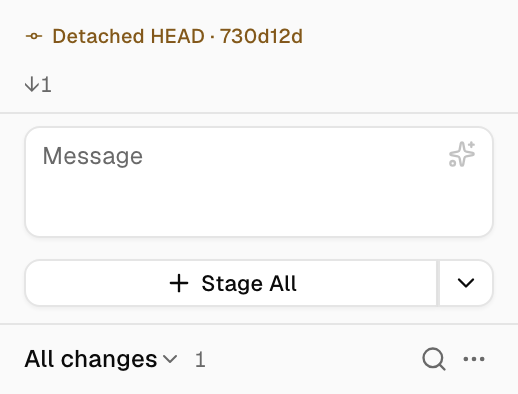 Detached HEAD · 730d12d
↓1
Message
+ Stage All
All changes 1